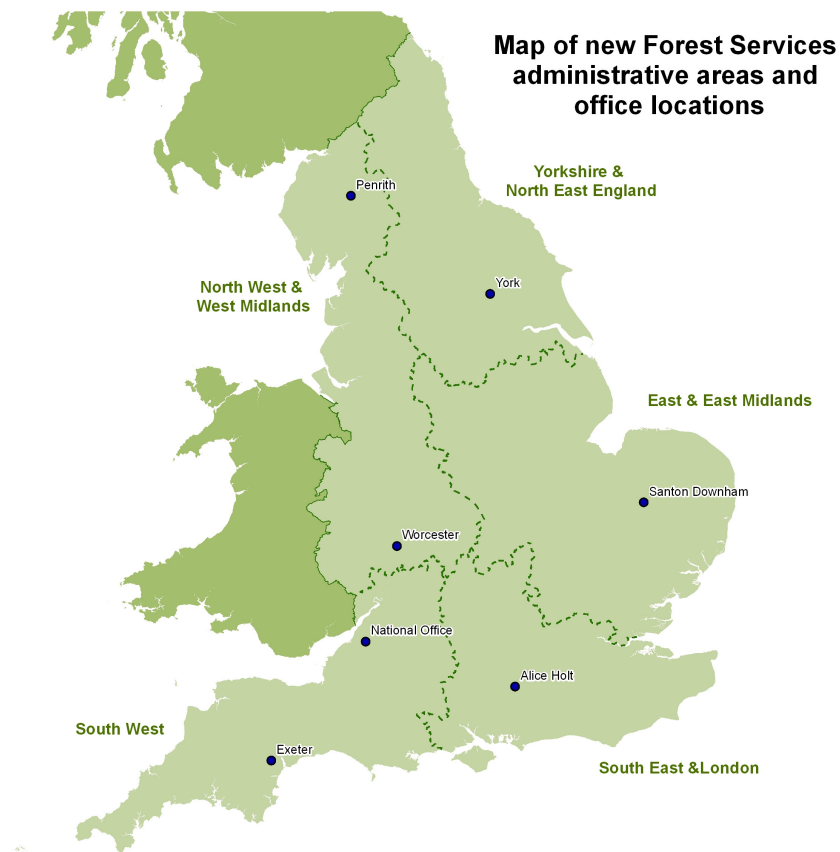 Map of new Forest Services
administrative areas and
office locations
Yorkshire &
North East England
Penrith
York
North West &
West Midlands
East & East Midlands
Santon Downham
Worcester
National Office
Alice Holt
South West
Exeter
South East &London